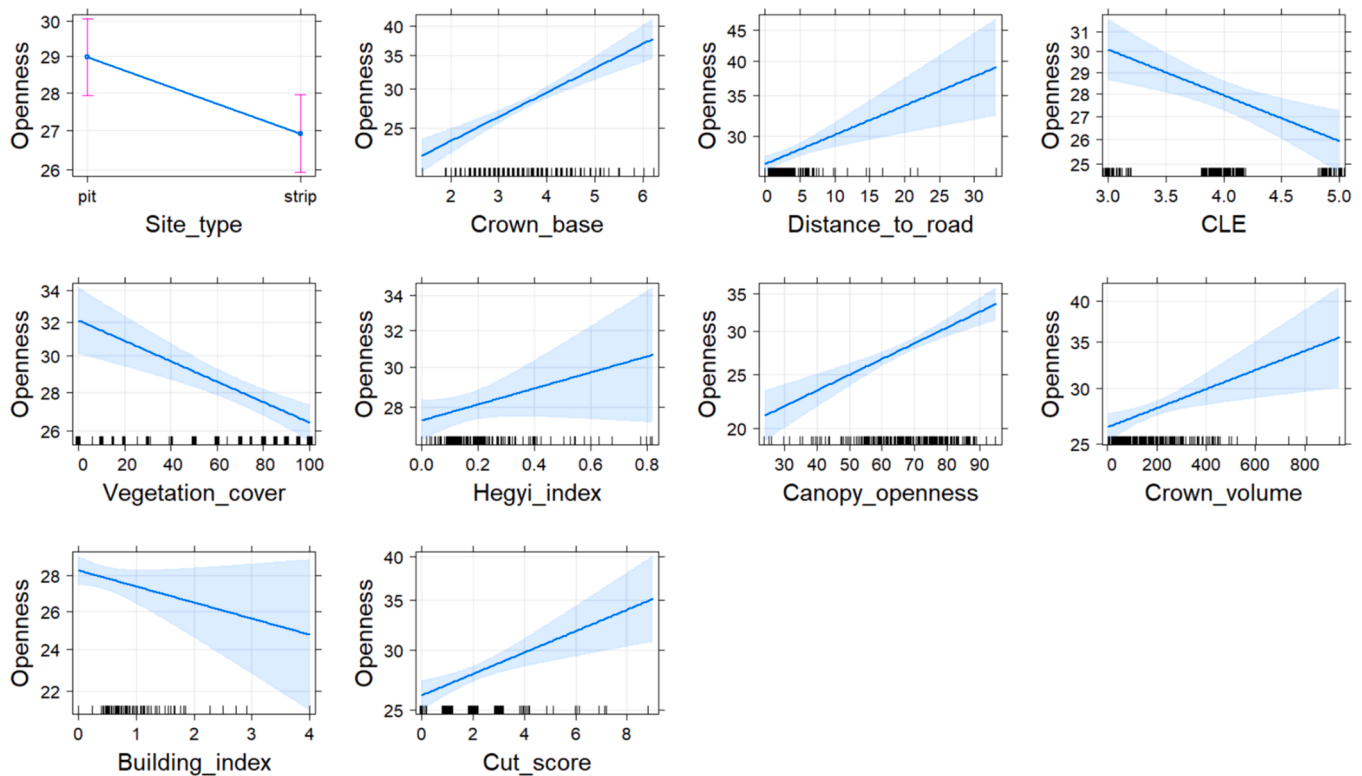 Openness
30
29
28
27
26
pit strip
Site_type
Openness
40
35
30
25
2 3 4 5 6
Crown_base
Openness
45
40
35
30
0 5 10 15 20 25 30
Distance_to_road
Openness
31
30
29
28
27
26
25
3.0 3.5 4.0 4.5 5.0
CLE
Openness
34
32
30
28
26
0 20 40 60 80 100
Vegetation_cover
Openness
34
32
30
28
0.0 0.2 0.4 0.6 0.8
Hegyi_index
Openness
35
30
25
20
30 40 50 60 70 80 90
Canopy_openness
Openness
40
35
30
25
0 200 400 600 800
Crown_volume
Openness
28
26
24
22
0 1 2 3 4
Building_index
Openness
40
35
30
25
0 2 4 6 8
Cut_score